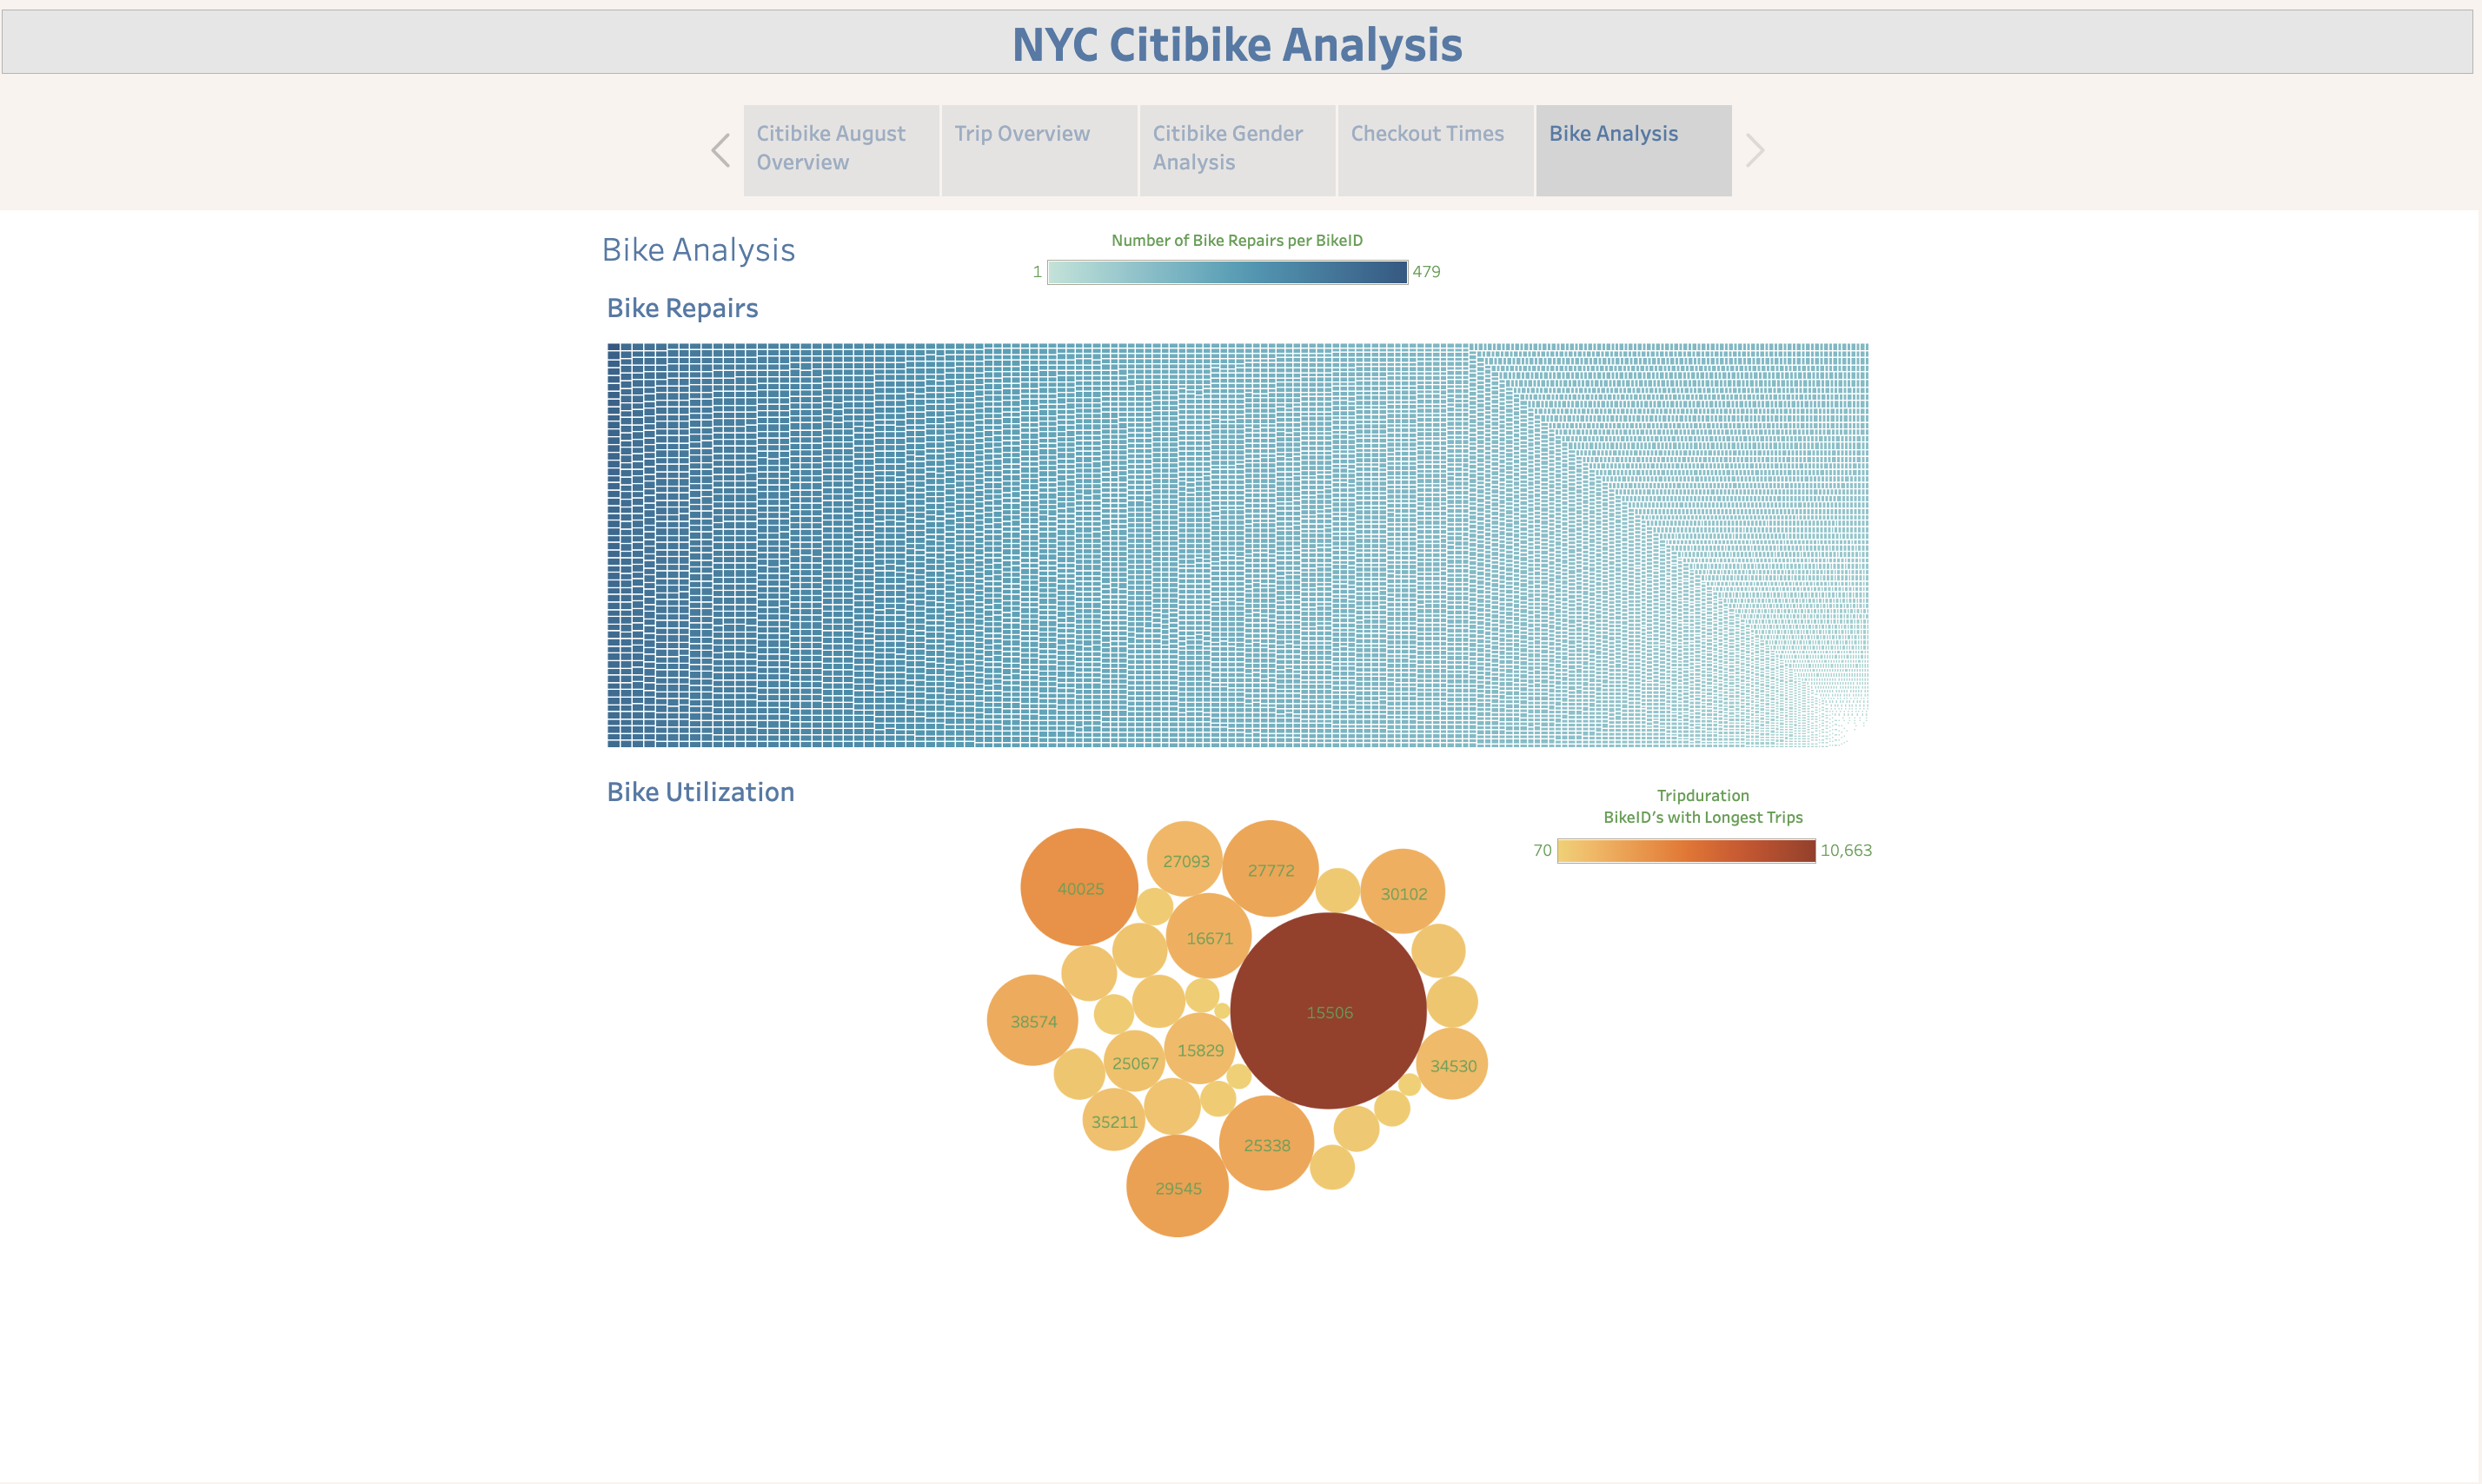 NYC Citibike Analysis
Citibike August
Overview
Trip Overview
Citibike Gender
Analysis
Checkout Times
Bike Analysis
Bike Analysis
Number of Bike Repairs per BikeID
1
479
Bike Repairs
Bike Utilization
Tripduration
BikeID's with Longest Trips
70
10,663
27093
27772
40025
30102
16671
15506
38574
15829
25067
34530
35211
25338
29545